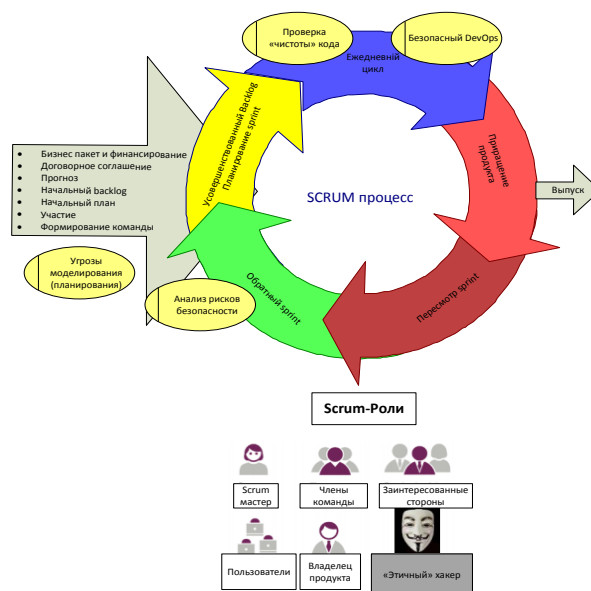 Проверка
«чистоты» кода
Безопасный DevOps
Ежедневній
цикл
Усовершенствованный Backlog
Планирование sprint
Приращение
продукта
• Бизнес пакет и финансирование
• Договорное соглашение
• Прогноз
• Начальный backlog
• Начальный план
• Участие
• Формирование команды
SCRUM процесс
Выпуск
Угрозы
моделирования
(планирования)
Анализ рисков
безопасности
Обратный sprint
Пересмотр sprint
Scrum-Роли
Scrum
мастер
Члены
команды
Заинтересованные
стороны
Пользователи
Владелец
продукта
«Этичный» хакер